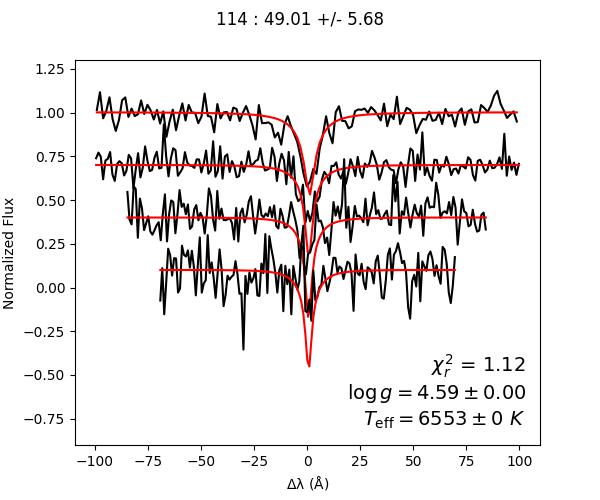 114 : 49.01 +/- 5.68
1.25
1.00
0.75
0.50
0.25
0.00
−0.25
−0.50
−0.75
Normalized Flux
χ²ᵣ = 1.12
log g = 4.59 ± 0.00
T_eff = 6553 ± 0 K
−100 −75 −50 −25 0 25 50 75 100
Δλ (Å)